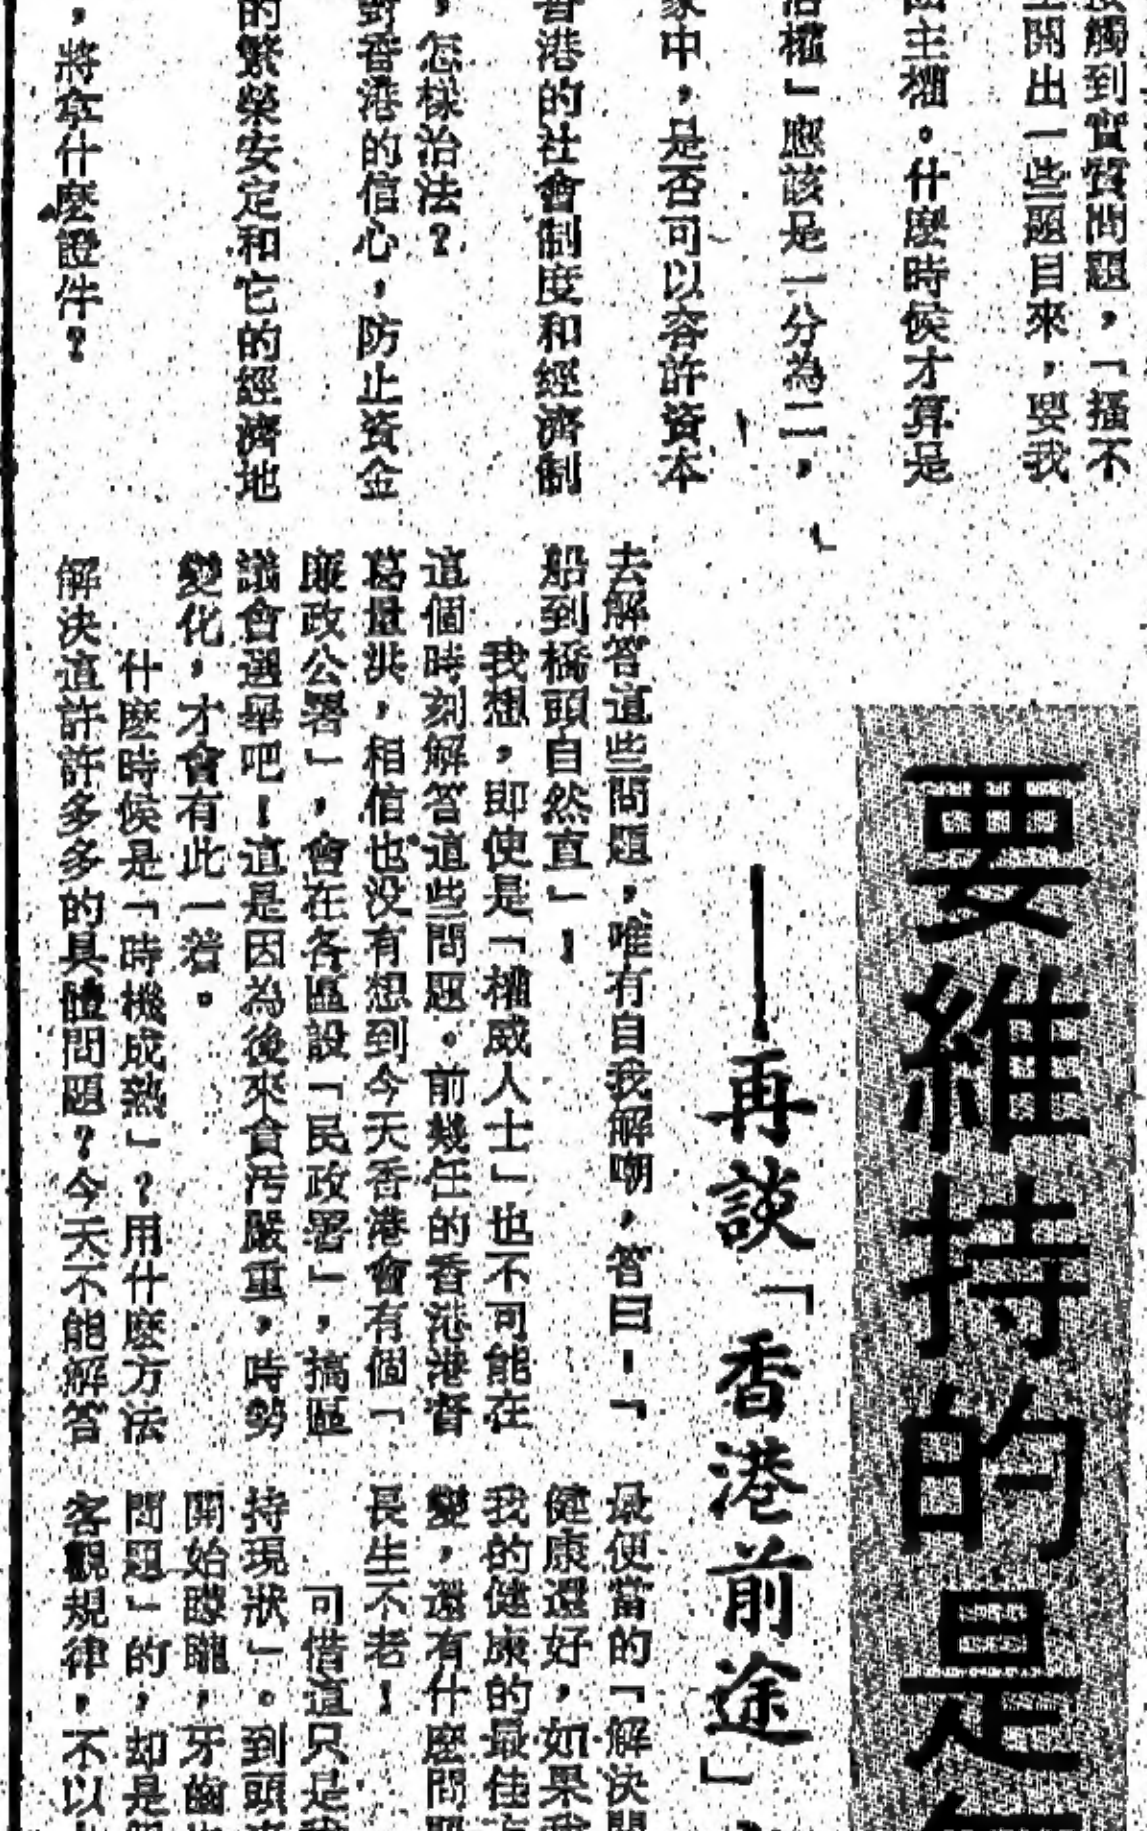 要維持的是
——再談「香港前途」
接觸到實質問題，「搔不
上開出一些題目來，要我
回主權。什麼時侯才算是
治權」應該是一分為二，
家中，是否可以容許資本
香港的社會制度和經濟制
，怎樣治法？
對香港的信心，防止資金
的繁榮安定和它的經濟地
，將拿什麼證件？
去解答這些問題，唯有自我解嘲，答曰：「
船到橋頭自然直」！
我想，即使是「權威人士」也不可能在
這個時刻解答這些問題。前幾任的香港港督
葛量洪，相信也没有想到今天香港會有個「
廉政公署」，會在各區設「民政署」，搞區
議會選舉吧！這是因為後來貪汚嚴重，時勢
變化，才會有此一着。
什麼時侯是「時機成熟」？用什麼方法
解決這許許多多的具體問題？今天不能解答
最便當的「解決問
健康還好，如果我
我的健康的最佳方
變，還有什麼問題
長生不老！
可惜這只是我
持現狀」。到頭來
開始矇矓，牙齒也
問題」的，却是
客觀規律，不以